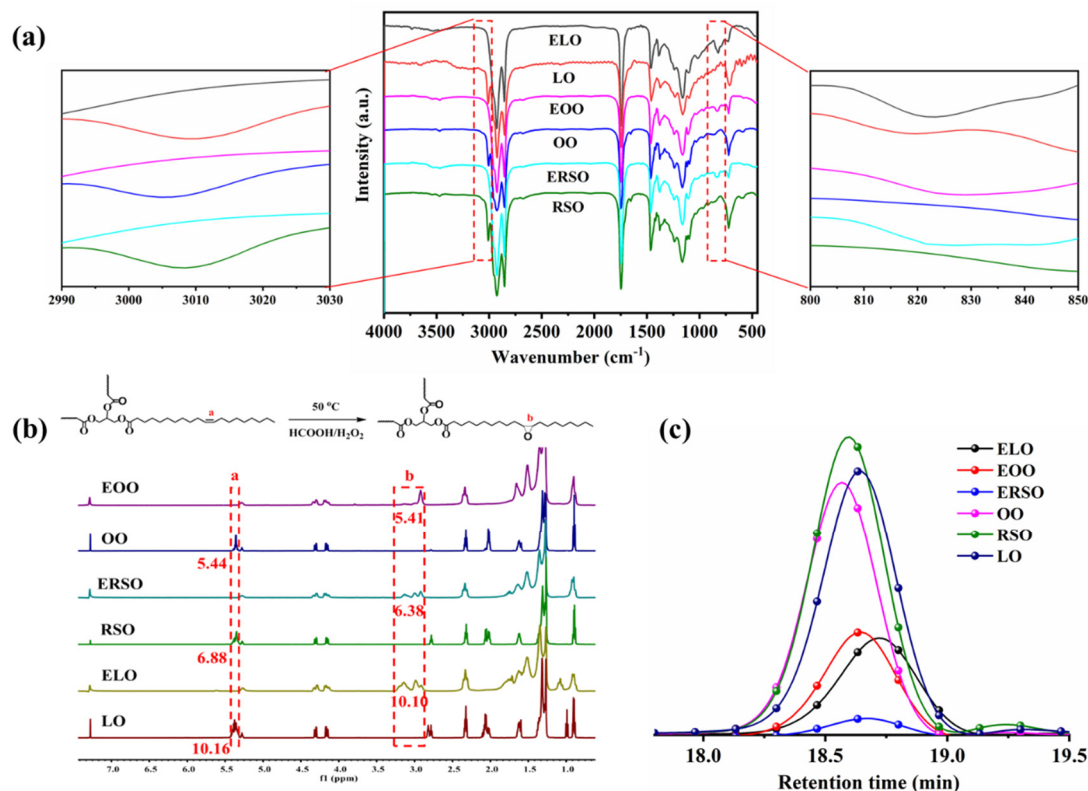 (a)
ELO
LO
EOO
OO
ERSO
RSO
Intensity (a.u.)
4000 3500 3000 2500 2000 1500 1000 500
Wavenumber (cm⁻¹)
2990 3000 3010 3020 3030
800 810 820 830 840 850
(b)
a
50 °C
HCOOH/H₂O₂
b
O
O
O
O
O
O
O
O
O
O
O
O
O
a
b
EOO
5.41
OO
5.44
ERSO
6.38
RSO
6.88
ELO
10.10
LO
10.16
7.0 6.5 6.0 5.5 5.0 4.5 4.0 3.5 3.0 2.5 2.0 1.5 1.0
f1 (ppm)
(c)
ELO
EOO
ERSO
OO
RSO
LO
18.0 18.5 19.0 19.5
Retention time (min)